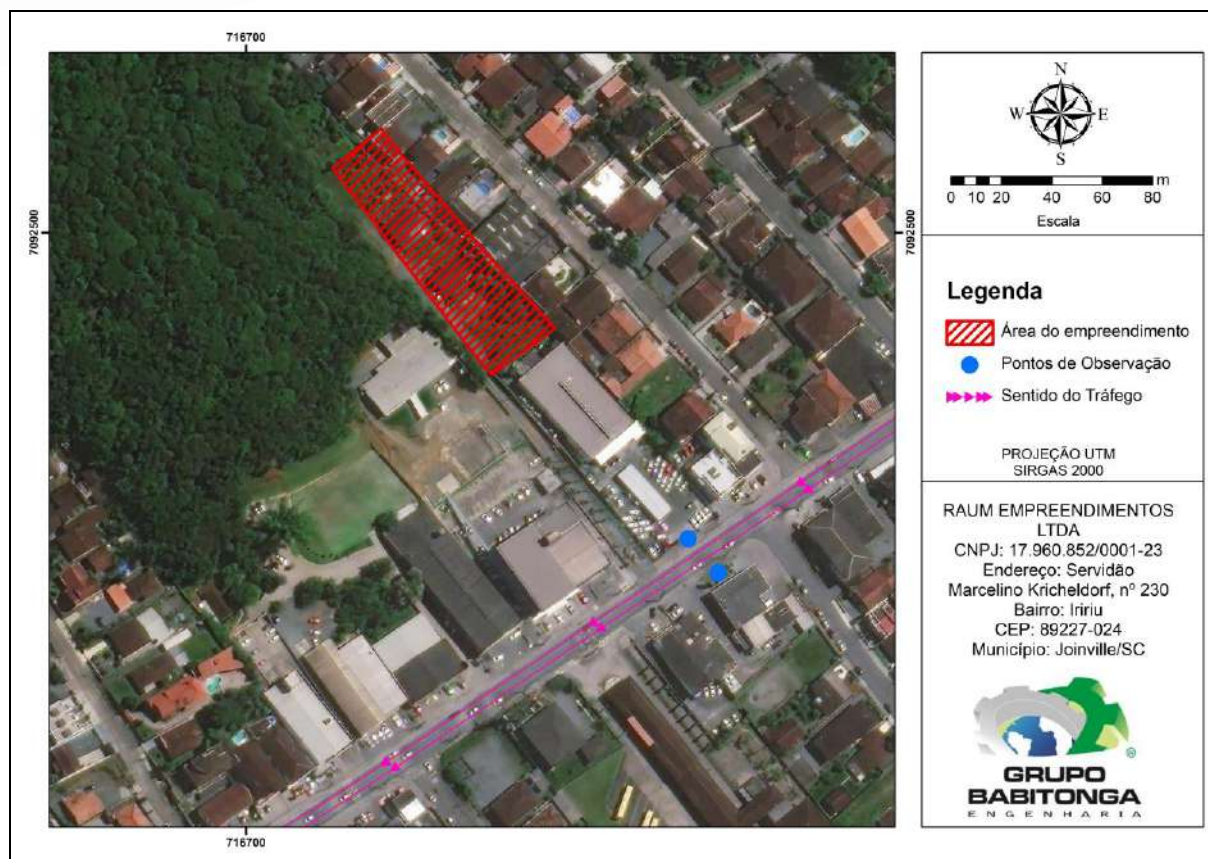 716700
7092500
7092500
716700
N
W E
S
m
0 10 20 40 60 80
Escala
Legenda
Área do empreendimento
Pontos de Observação
Sentido do Tráfego
PROJEÇÃO UTM
SIRGAS 2000
RAUM EMPREENDIMENTOS
LTDA
CNPJ: 17.960.852/0001-23
Endereço: Servidão
Marcelino Kricheldorf, nº 230
Bairro: Iririu
CEP: 89227-024
Município: Joinville/SC
®
GRUPO
BABITONGA
ENGENHARIA